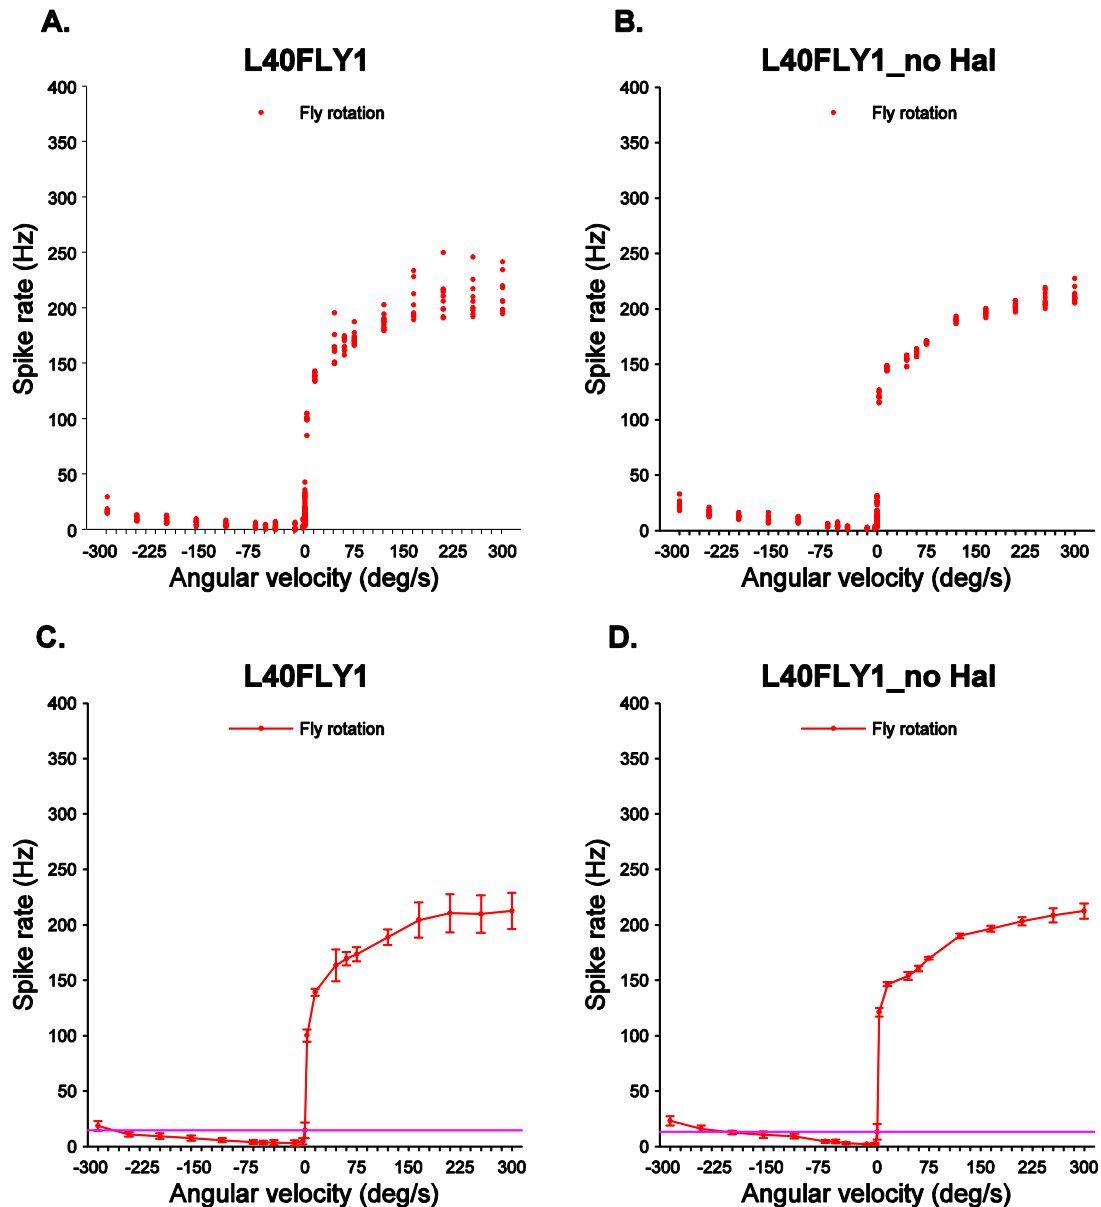 A.
L40FLY1
Fly rotation
400
350
300
250
200
150
100
50
0
Spike rate (Hz)
-300 -225 -150 -75 0 75 150 225 300
Angular velocity (deg/s)
B.
L40FLY1_no Hal
Fly rotation
400
350
300
250
200
150
100
50
0
Spike rate (Hz)
-300 -225 -150 -75 0 75 150 225 300
Angular velocity (deg/s)
C.
L40FLY1
Fly rotation
400
350
300
250
200
150
100
50
0
Spike rate (Hz)
-300 -225 -150 -75 0 75 150 225 300
Angular velocity (deg/s)
D.
L40FLY1_no Hal
Fly rotation
400
350
300
250
200
150
100
50
0
Spike rate (Hz)
-300 -225 -150 -75 0 75 150 225 300
Angular velocity (deg/s)